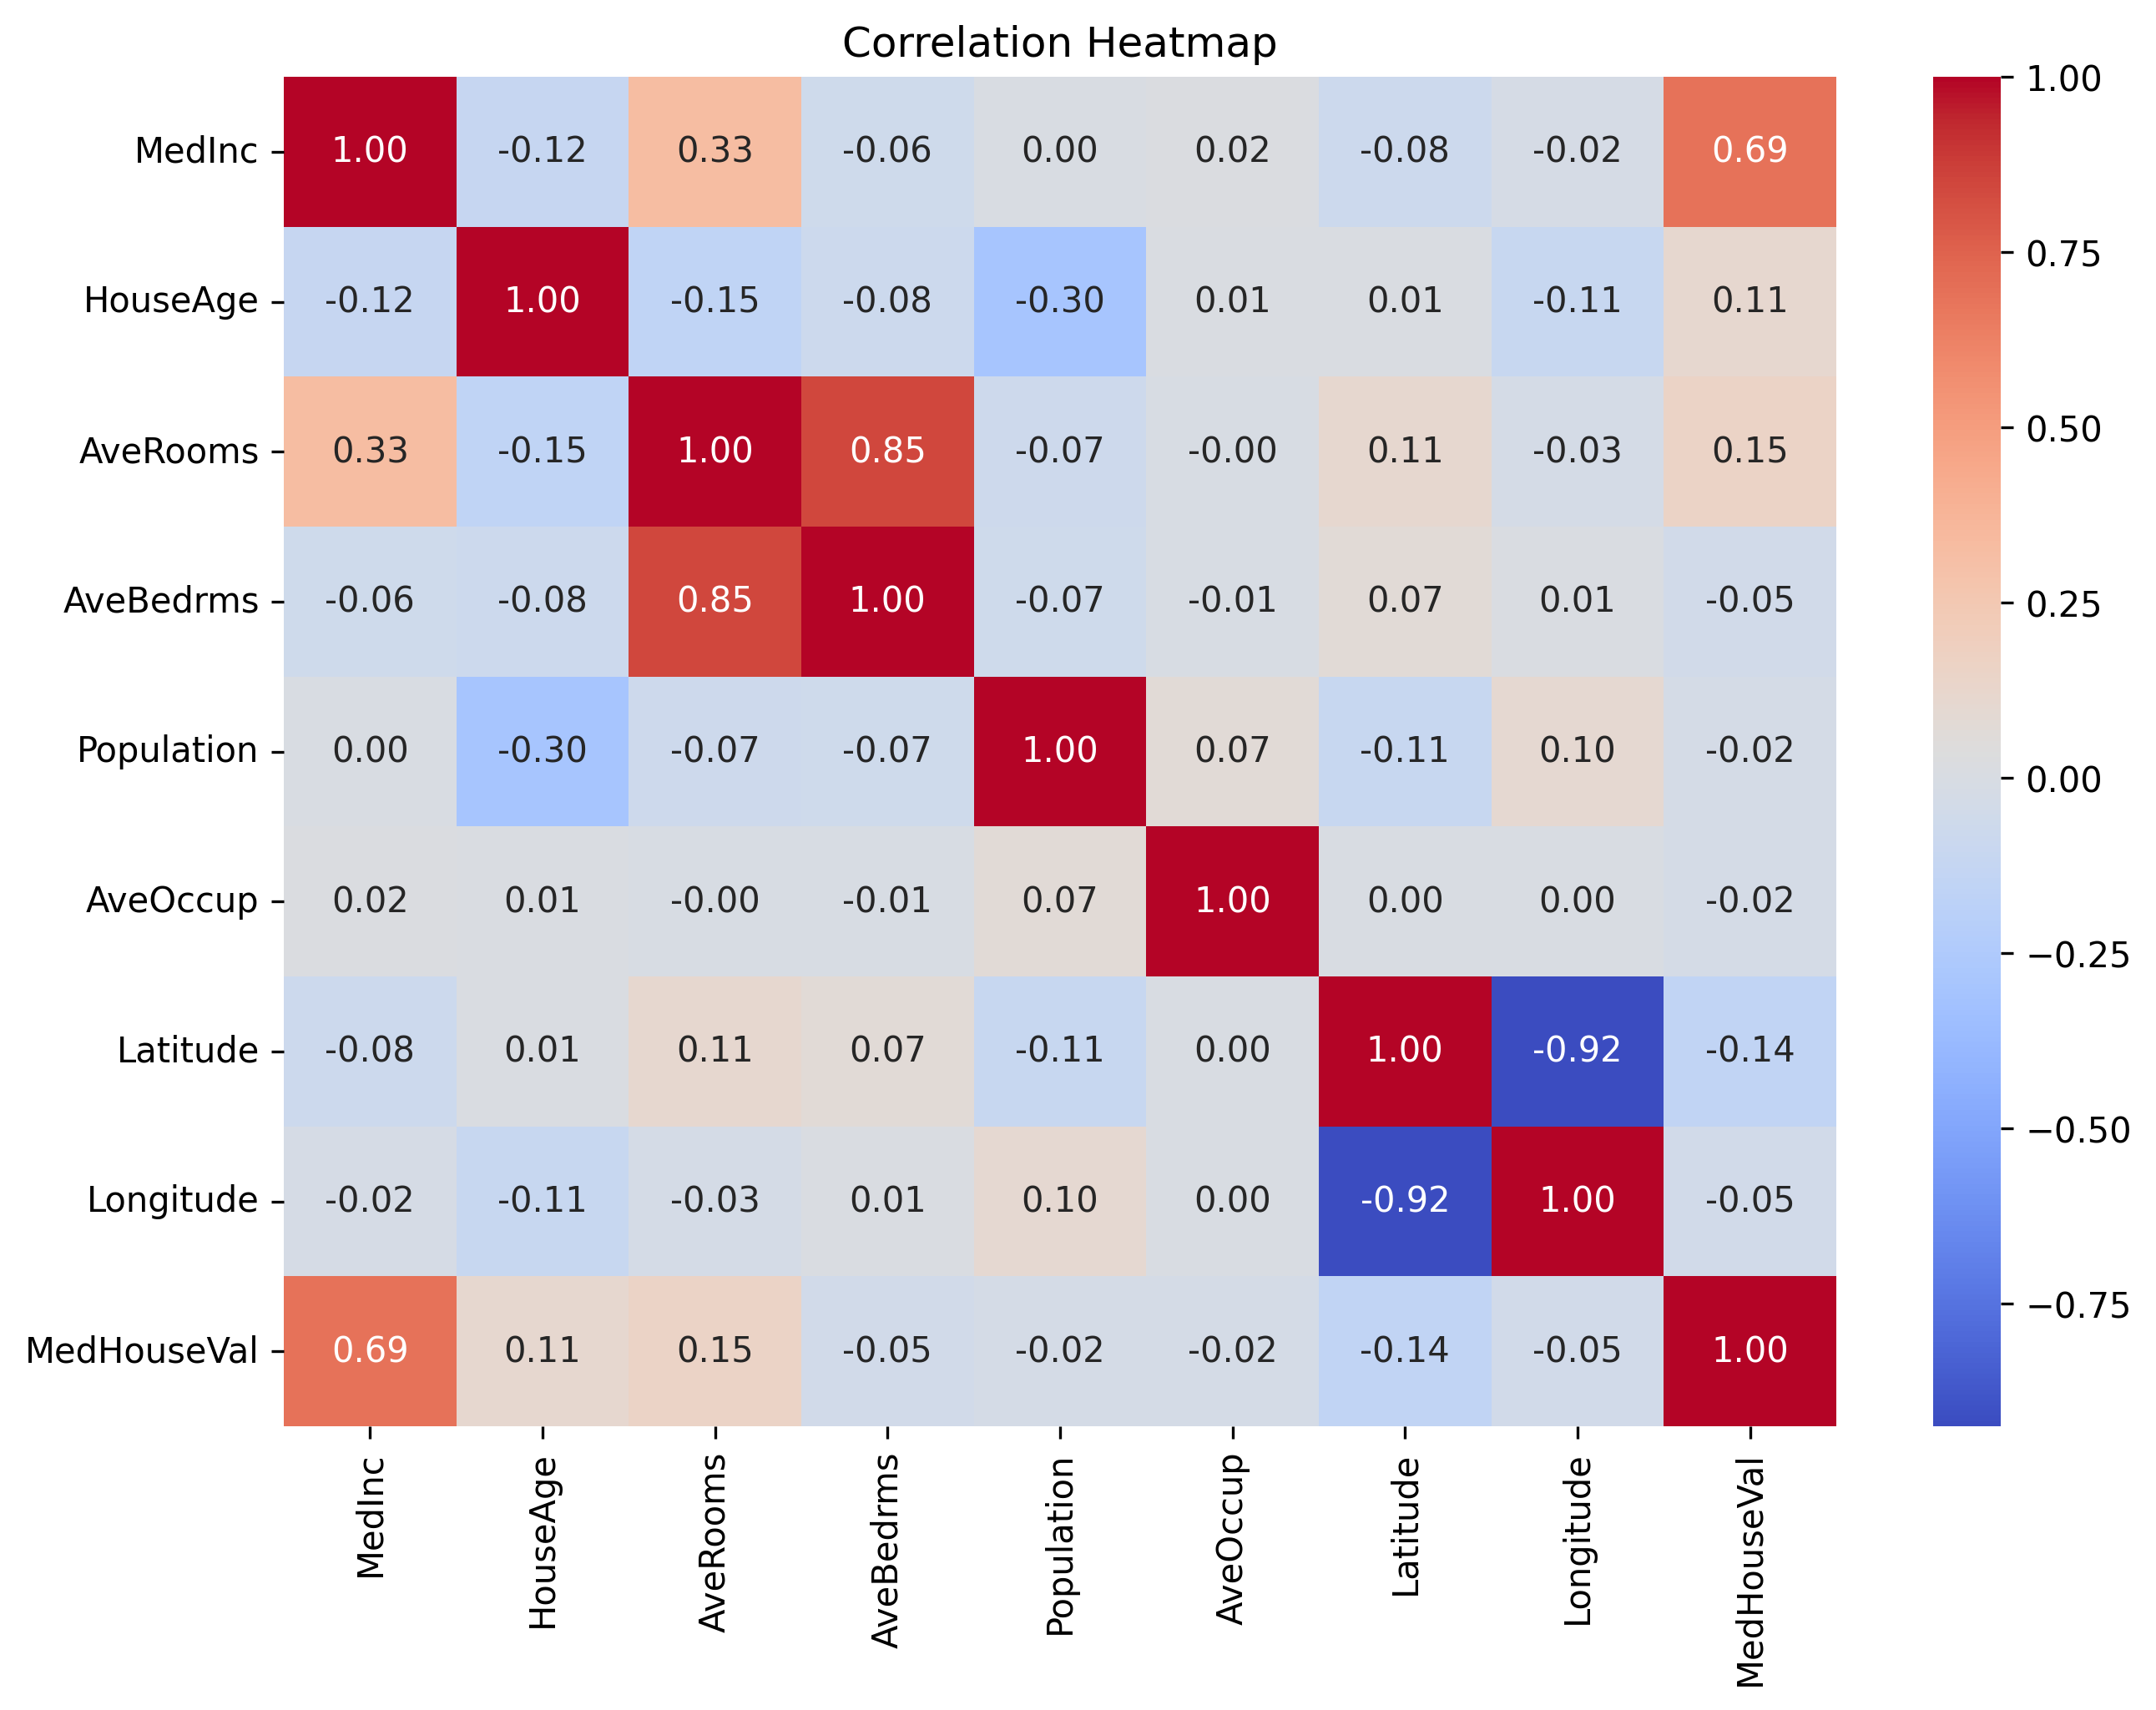 Correlation Heatmap
MedInc 1.00 -0.12 0.33 -0.06 0.00 0.02 -0.08 -0.02 0.69
HouseAge -0.12 1.00 -0.15 -0.08 -0.30 0.01 0.01 -0.11 0.11
AveRooms 0.33 -0.15 1.00 0.85 -0.07 -0.00 0.11 -0.03 0.15
AveBedrms -0.06 -0.08 0.85 1.00 -0.07 -0.01 0.07 0.01 -0.05
Population 0.00 -0.30 -0.07 -0.07 1.00 0.07 -0.11 0.10 -0.02
AveOccup 0.02 0.01 -0.00 -0.01 0.07 1.00 0.00 0.00 -0.02
Latitude -0.08 0.01 0.11 0.07 -0.11 0.00 1.00 -0.92 -0.14
Longitude -0.02 -0.11 -0.03 0.01 0.10 0.00 -0.92 1.00 -0.05
MedHouseVal 0.69 0.11 0.15 -0.05 -0.02 -0.02 -0.14 -0.05 1.00
MedInc HouseAge AveRooms AveBedrms Population AveOccup Latitude Longitude MedHouseVal
1.00
0.75
0.50
0.25
0.00
−0.25
−0.50
−0.75